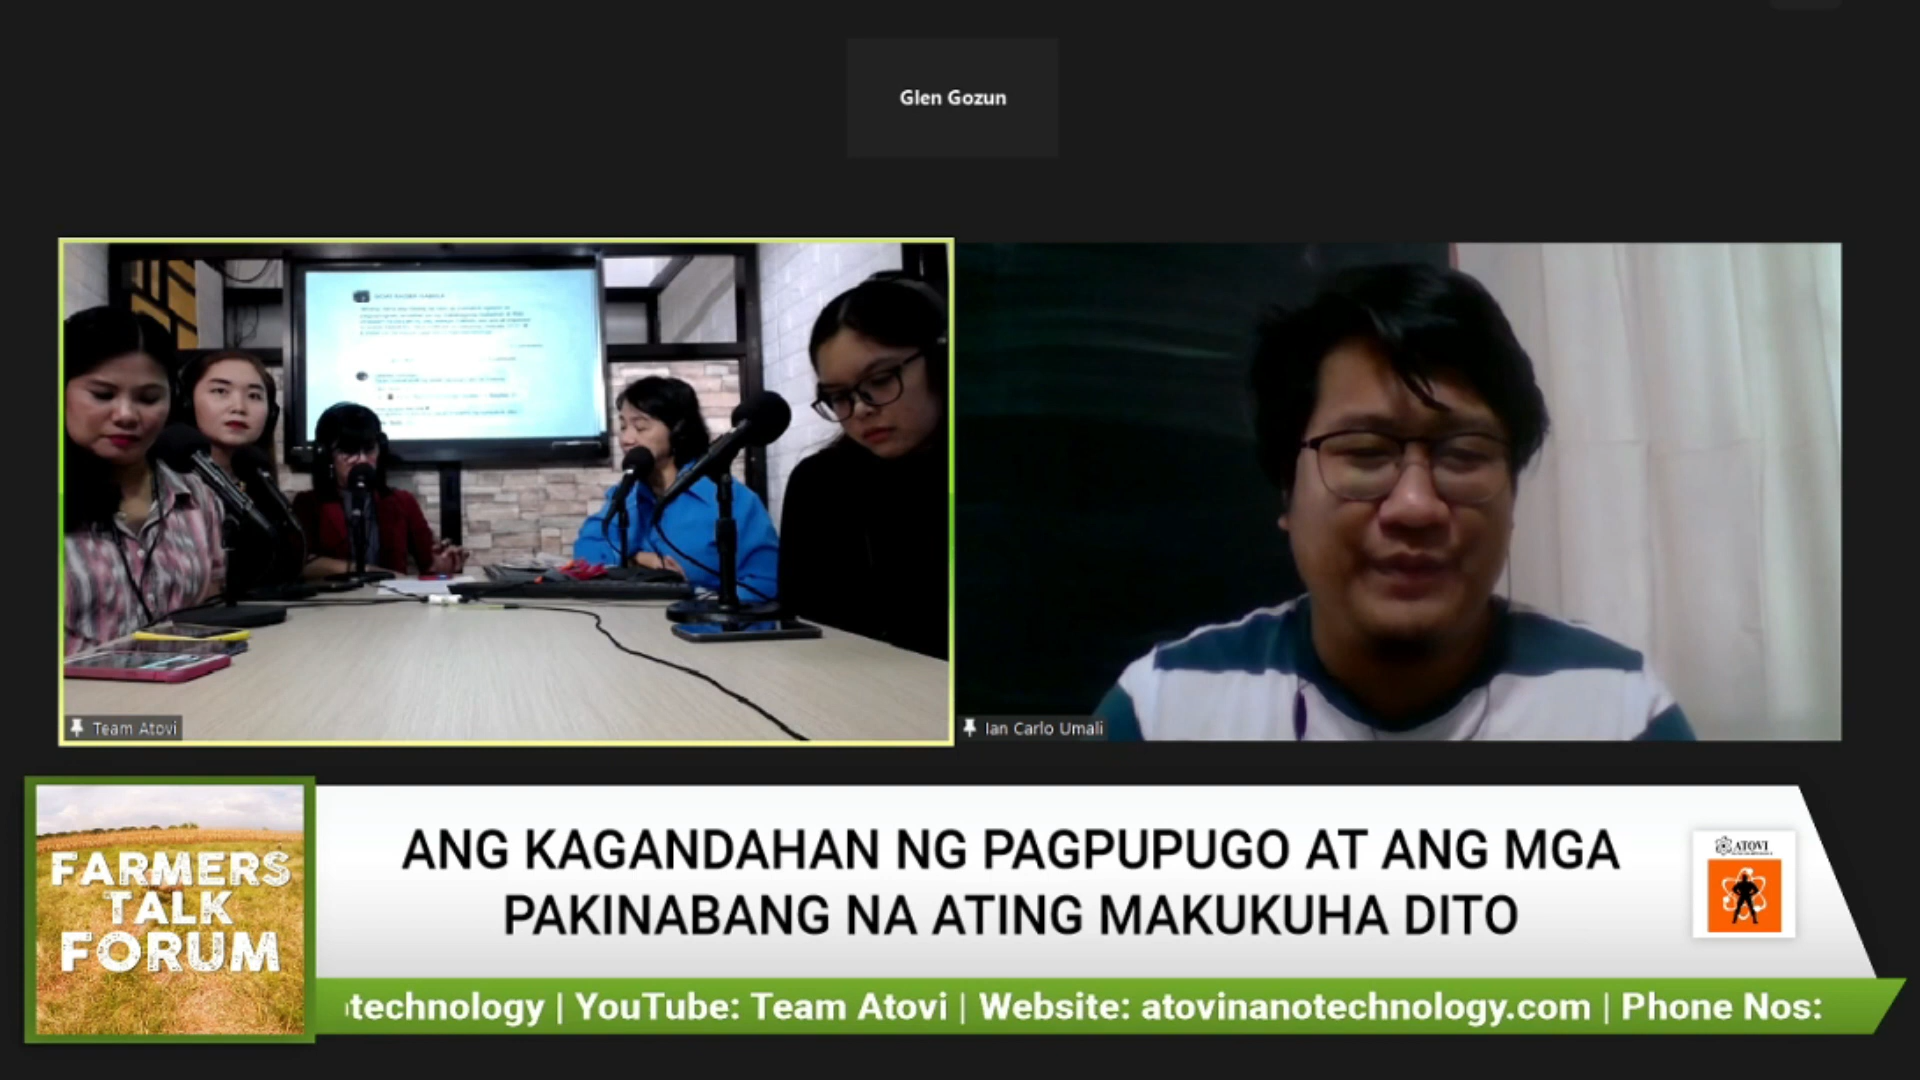 Glen Gozun
Team Atovi
Ian Carlo Umali
FARMERS
TALK
FORUM
ANG KAGANDAHAN NG PAGPUPUGO AT ANG MGA
PAKINABANG NA ATING MAKUKUHA DITO
ATOVI
technology | YouTube: Team Atovi | Website: atovinanotechnology.com | Phone Nos: